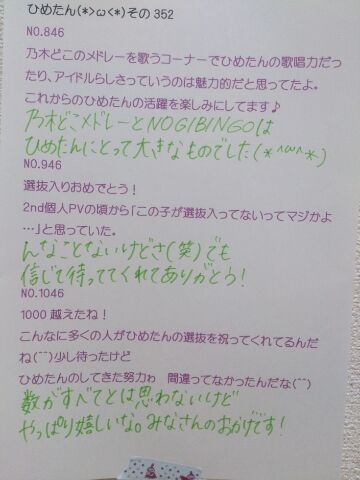 ひめたん(*>ω<*)その 352
NO.846
乃木どこのメドレーを歌うコーナーでひめたんの歌唱力だっ
たり、アイドルらしさっていうのは魅力的だと思ってたよ。
これからのひめたんの活躍を楽しみにしてます♪
乃木どこメドレーとNOGIBINGOは
ひめたんにとって大きなものでした(*^ω^*)
NO.946
選抜入りおめでとう！
2nd個人PVの頃から「この子が選抜入ってないってマジかよ
…」と思っていた。
んなことないけどさ(笑)でも
信じて待っててくれてありがとう！
NO.1046
1000 越えたね！
こんなに多くの人がひめたんの選抜を祝ってくれてるんだ
ね(¯¯)少し待ったけど
ひめたんのしてきた努力ゎ 間違ってなかったんだな(¯¯)
数がすべてとは思わないけど
やっぱり嬉しいな。みなさんのおかげです！